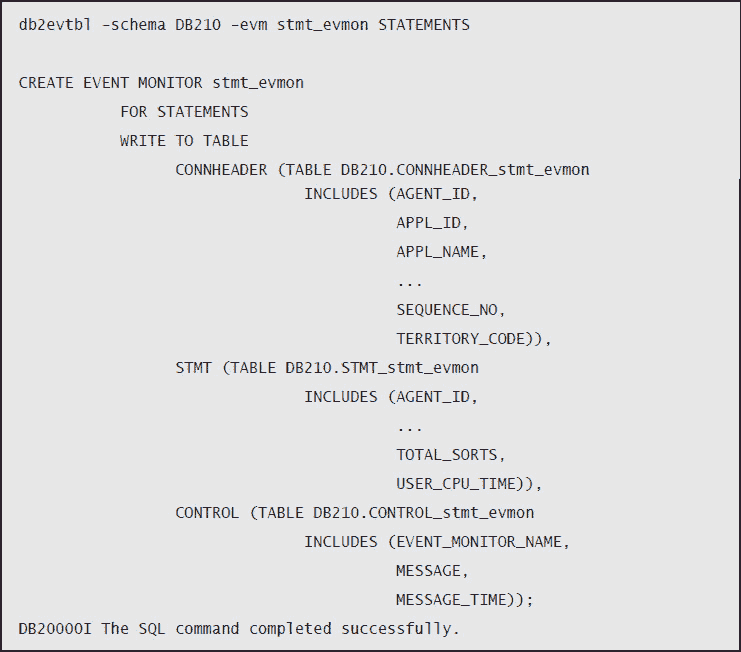 db2evtbl -schema DB210 -evm stmt_evmon STATEMENTS
CREATE EVENT MONITOR stmt_evmon
FOR STATEMENTS
WRITE TO TABLE
CONNHEADER (TABLE DB210.CONNHEADER_stmt_evmon
INCLUDES (AGENT_ID,
APPL_ID,
APPL_NAME,
...
SEQUENCE_NO,
TERRITORY_CODE)),
STMT (TABLE DB210.STMT_stmt_evmon
INCLUDES (AGENT_ID,
...
TOTAL_SORTS,
USER_CPU_TIME)),
CONTROL (TABLE DB210.CONTROL_stmt_evmon
INCLUDES (EVENT_MONITOR_NAME,
MESSAGE,
MESSAGE_TIME));
DB20000I The SQL command completed successfully.